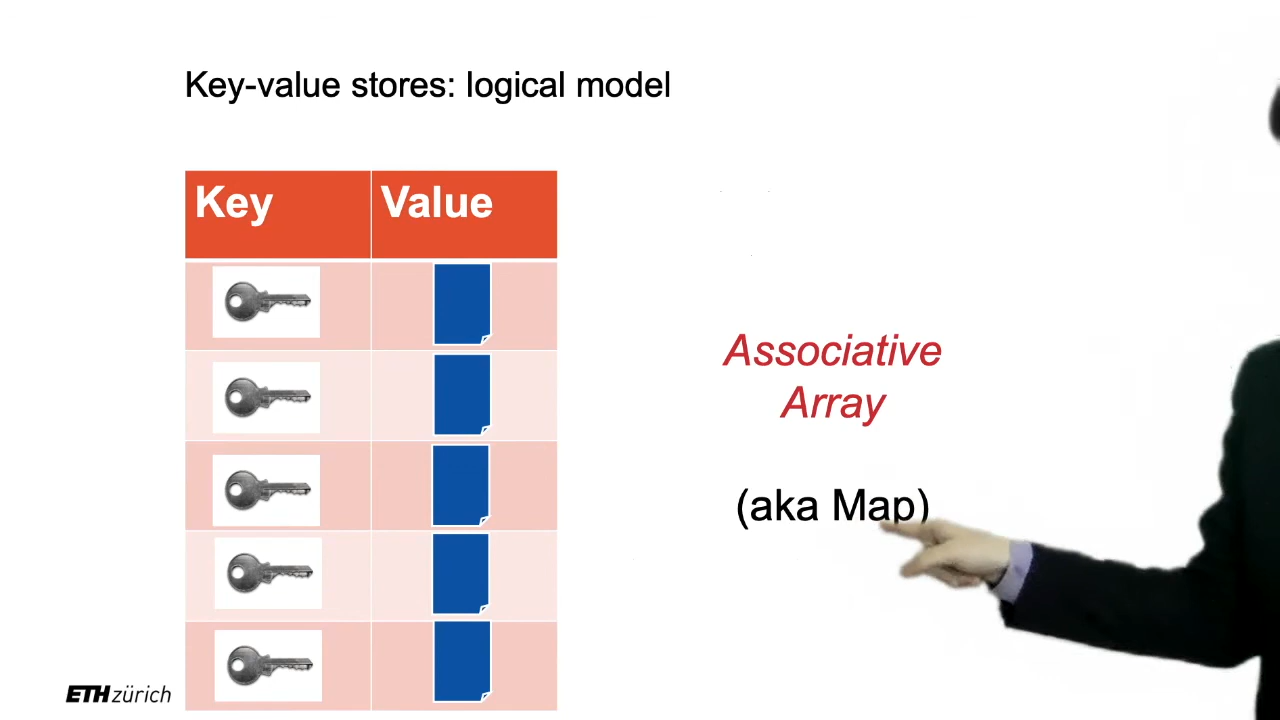 Key-value stores: logical model
Key Value
Associative
Array
(aka Map)
ETH zürich